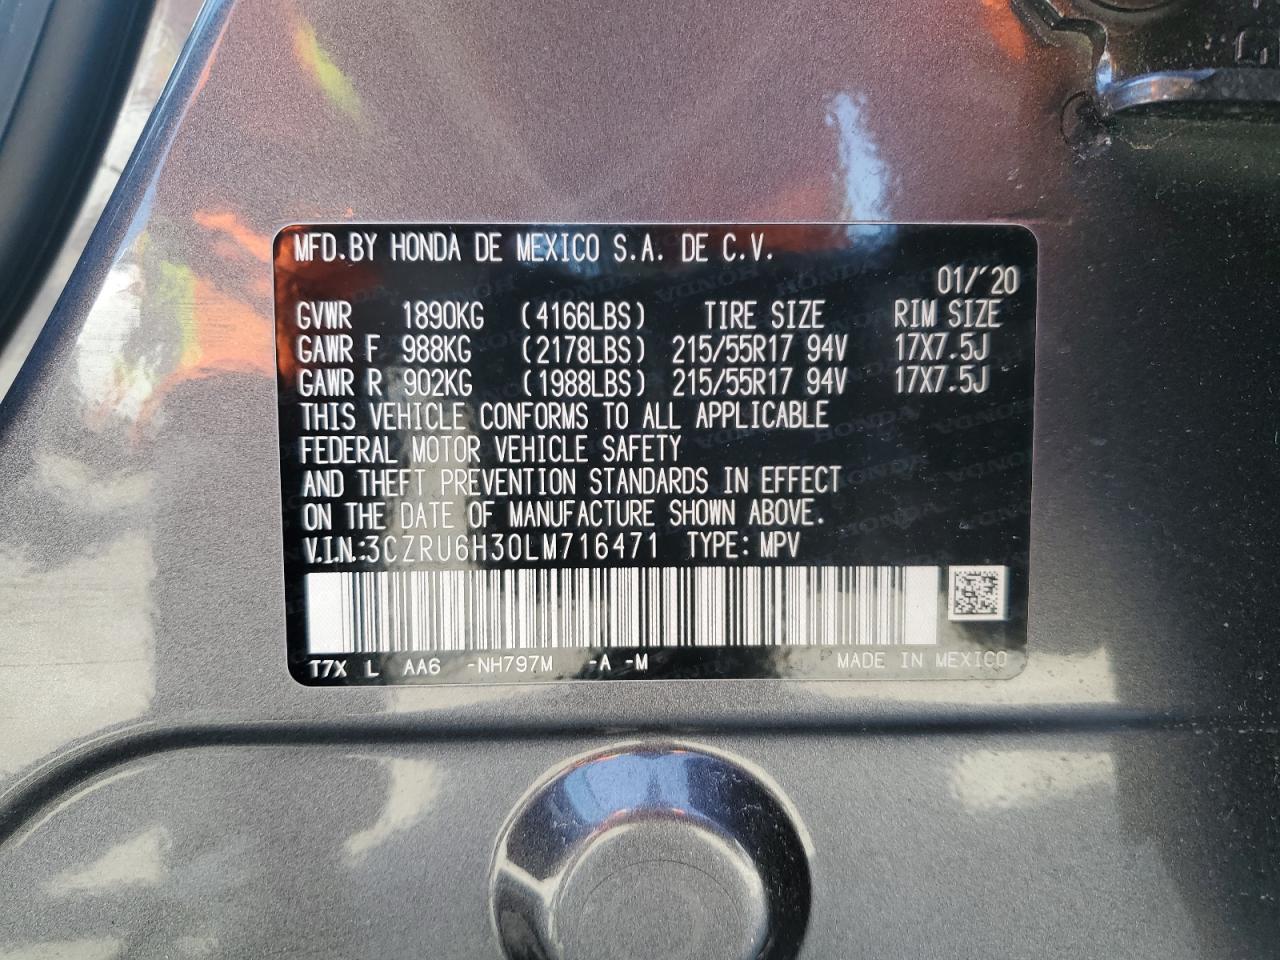 MFD.BY HONDA DE MEXICO S.A. DE C.V.
01/'20
GVWR 1890KG (4166LBS) TIRE SIZE RIM SIZE
GAWR F 988KG (2178LBS) 215/55R17 94V 17X7.5J
GAWR R 902KG (1988LBS) 215/55R17 94V 17X7.5J
THIS VEHICLE CONFORMS TO ALL APPLICABLE
FEDERAL MOTOR VEHICLE SAFETY
AND THEFT PREVENTION STANDARDS IN EFFECT
ON THE DATE OF MANUFACTURE SHOWN ABOVE.
V.I.N.:3CZRU6H30LM716471 TYPE: MPV
T7X L AA6 -NH797M -A -M MADE IN MEXICO